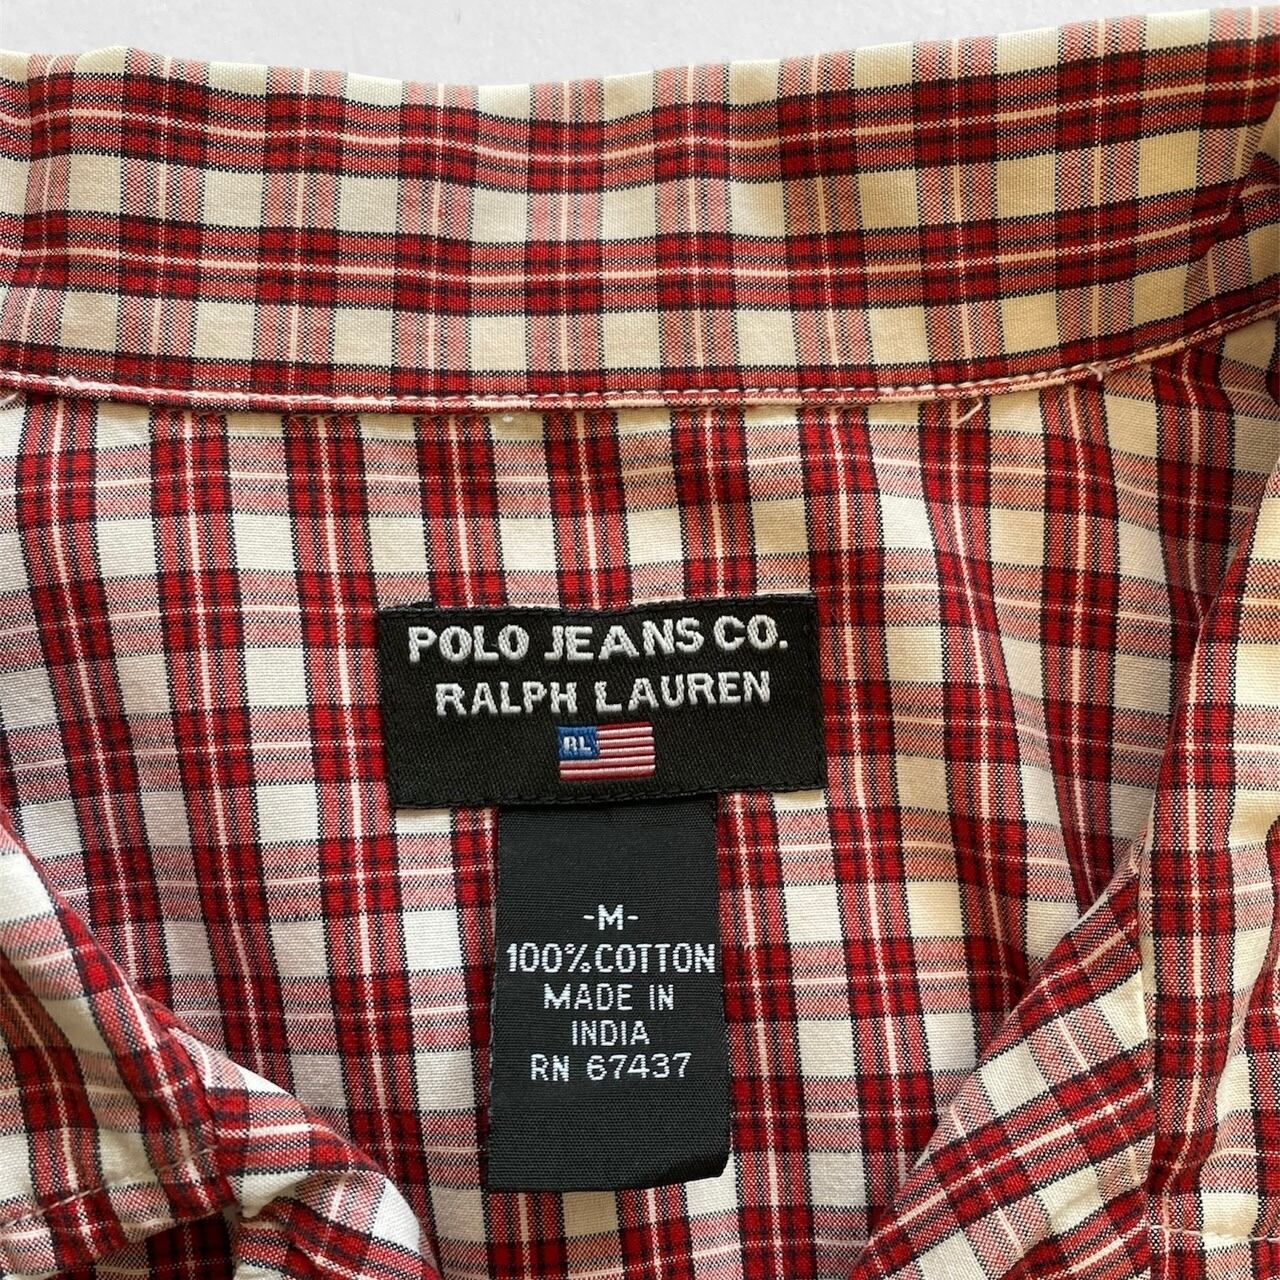 POLO JEANS CO.
RALPH LAUREN
RL
-M-
100% COTTON
MADE IN
INDIA
RN 67437